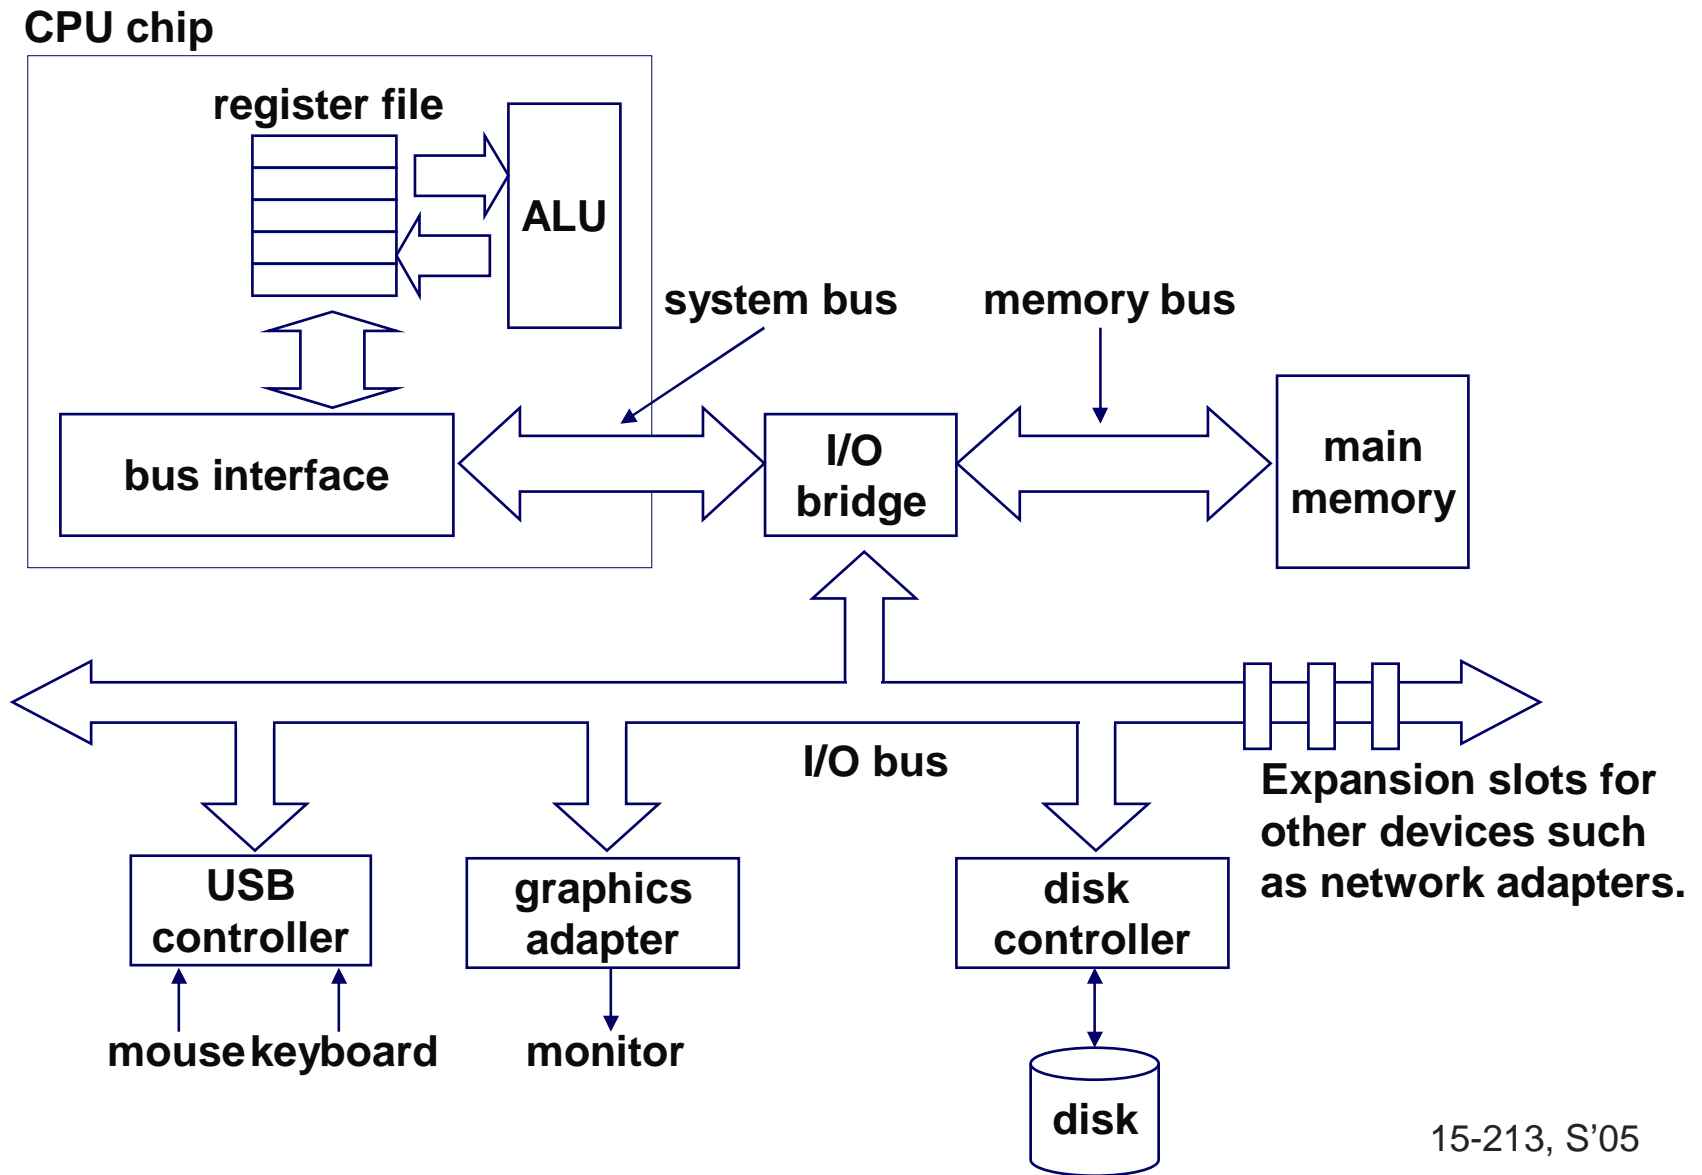 CPU chip
register file
ALU
system bus
memory bus
bus interface
I/O
bridge
main
memory
I/O bus
Expansion slots for
other devices such
as network adapters.
USB
controller
graphics
adapter
disk
controller
mouse
keyboard
monitor
disk
15-213, S’05